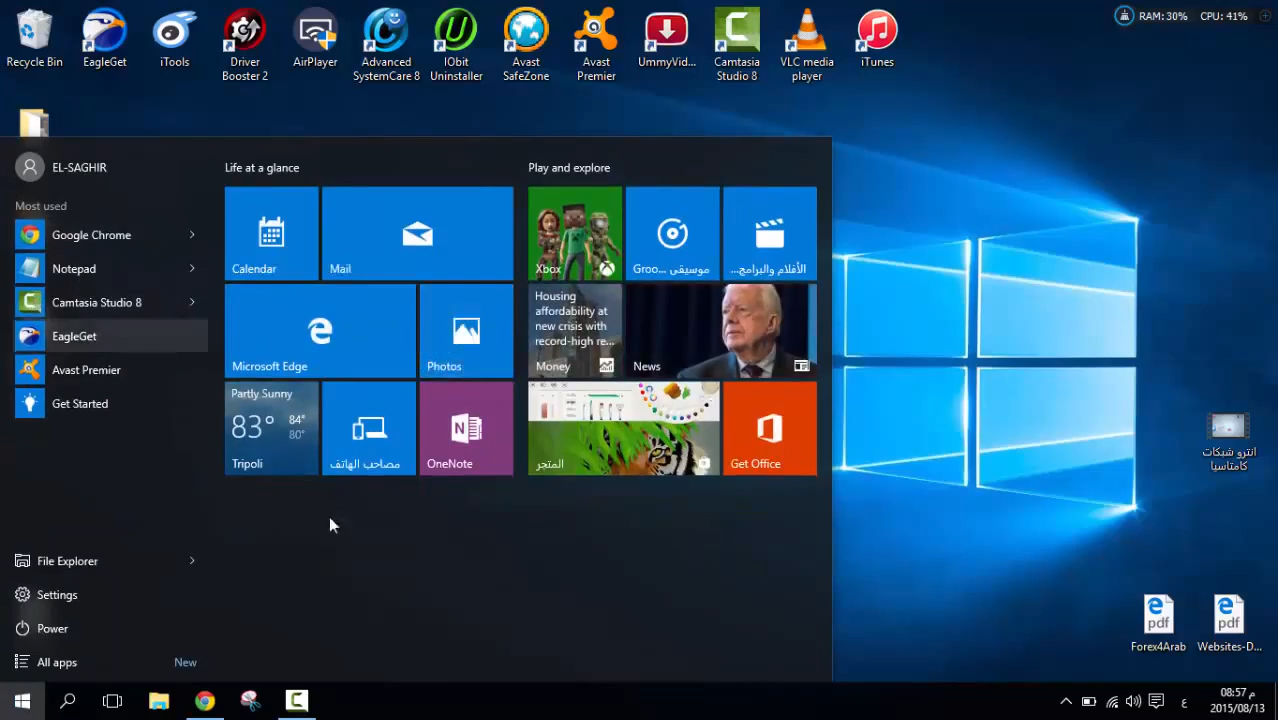 RAM: 30% CPU: 41%
Recycle Bin
EagleGet
iTools
Driver
Booster 2
AirPlayer
Advanced
SystemCare 8
IObit
Uninstaller
Avast
SafeZone
Avast
Premier
UmmyVid...
Camtasia
Studio 8
VLC media
player
iTunes
EL-SAGHIR
Most used
Google Chrome
Notepad
Camtasia Studio 8
EagleGet
Avast Premier
Get Started
File Explorer
Settings
Power
All apps
New
Life at a glance
Calendar
Mail
Microsoft Edge
Photos
Partly Sunny
83° 84°
80°
Tripoli
مصاحب الهاتف
OneNote
Play and explore
Xbox
Groo... موسيقى
الأفلام والبرامج...
Housing
affordability at
new crisis with
record-high re...
Money
News
المتجر
Get Office
انترو شبكات
كامتاسيا
pdf
Forex4Arab
pdf
Websites-D...
ع
08:57 م
2015/08/13